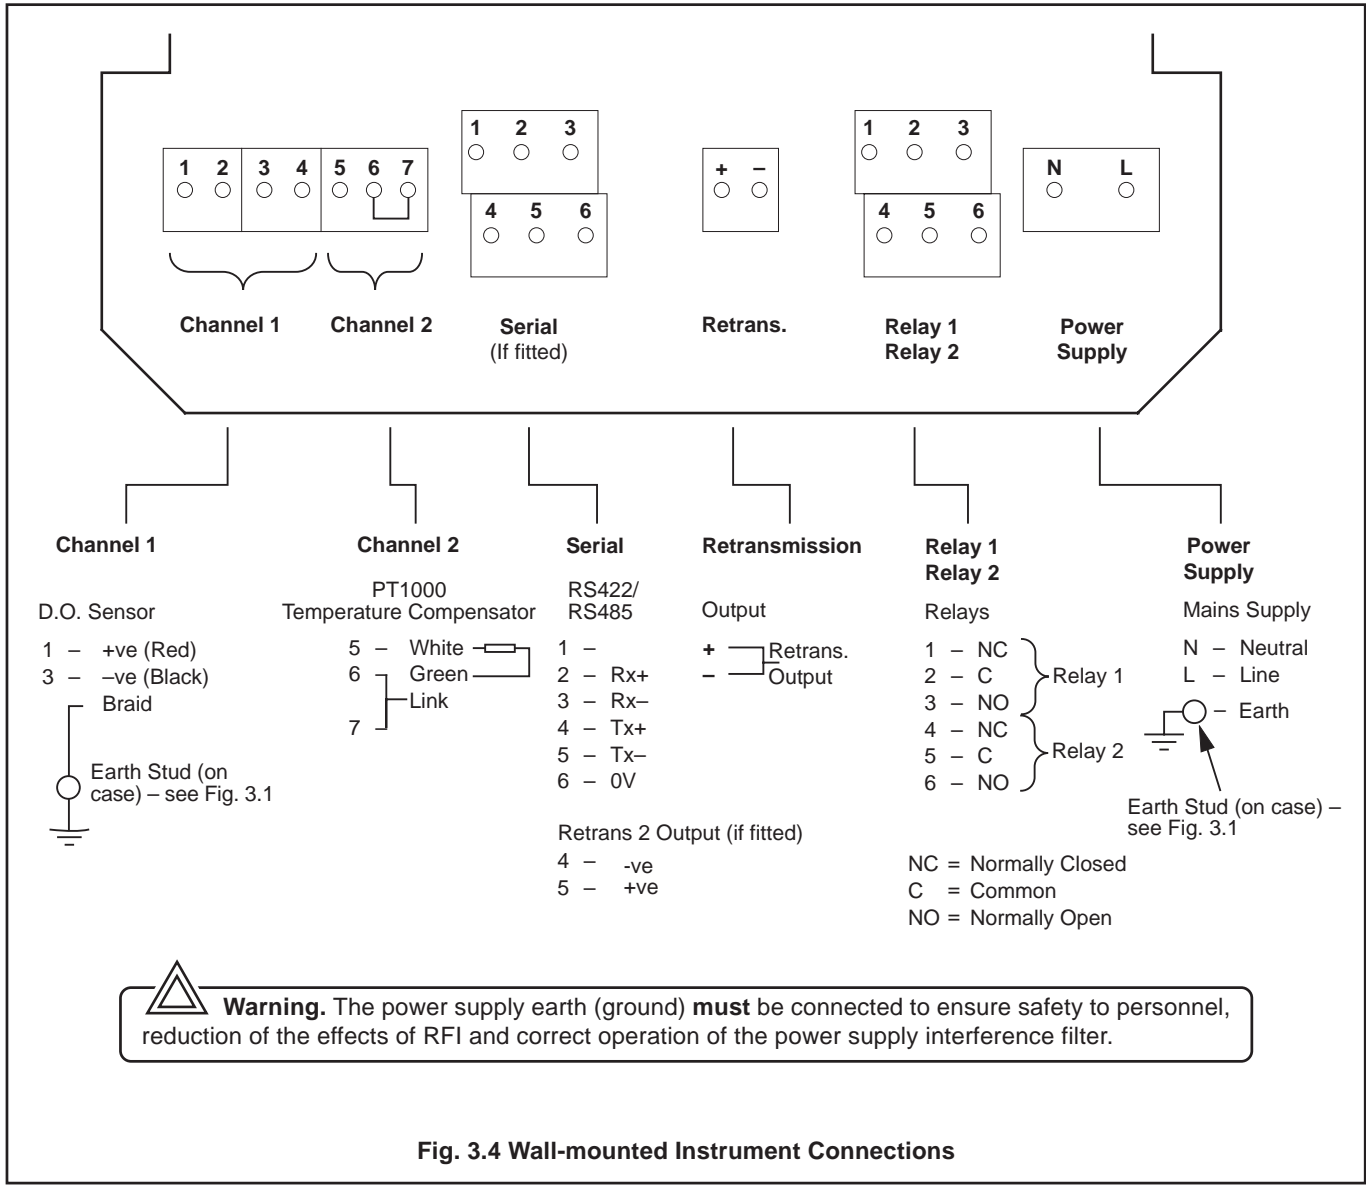 1 2 3 4 5 6 7
1 2 3
4 5 6
+ –
1 2 3
4 5 6
N L
Channel 1
Channel 2
Serial
(If fitted)
Retrans.
Relay 1
Relay 2
Power
Supply
Channel 1
D.O. Sensor
1 – +ve (Red)
3 – –ve (Black)
Braid
Earth Stud (on
case) – see Fig. 3.1
Channel 2
PT1000
Temperature Compensator
5 – White
6 – Green
Link
7 –
Serial
RS422/
RS485
1 –
2 – Rx+
3 – Rx–
4 – Tx+
5 – Tx–
6 – 0V
Retrans 2 Output (if fitted)
4 – -ve
5 – +ve
Retransmission
Output
+ Retrans.
– Output
Relay 1
Relay 2
Relays
1 – NC
2 – C
3 – NO
Relay 1
4 – NC
5 – C
6 – NO
Relay 2
NC = Normally Closed
C = Common
NO = Normally Open
Power
Supply
Mains Supply
N – Neutral
L – Line
– Earth
Earth Stud (on case) –
see Fig. 3.1
Warning. The power supply earth (ground) must be connected to ensure safety to personnel,
reduction of the effects of RFI and correct operation of the power supply interference filter.
Fig. 3.4 Wall-mounted Instrument Connections